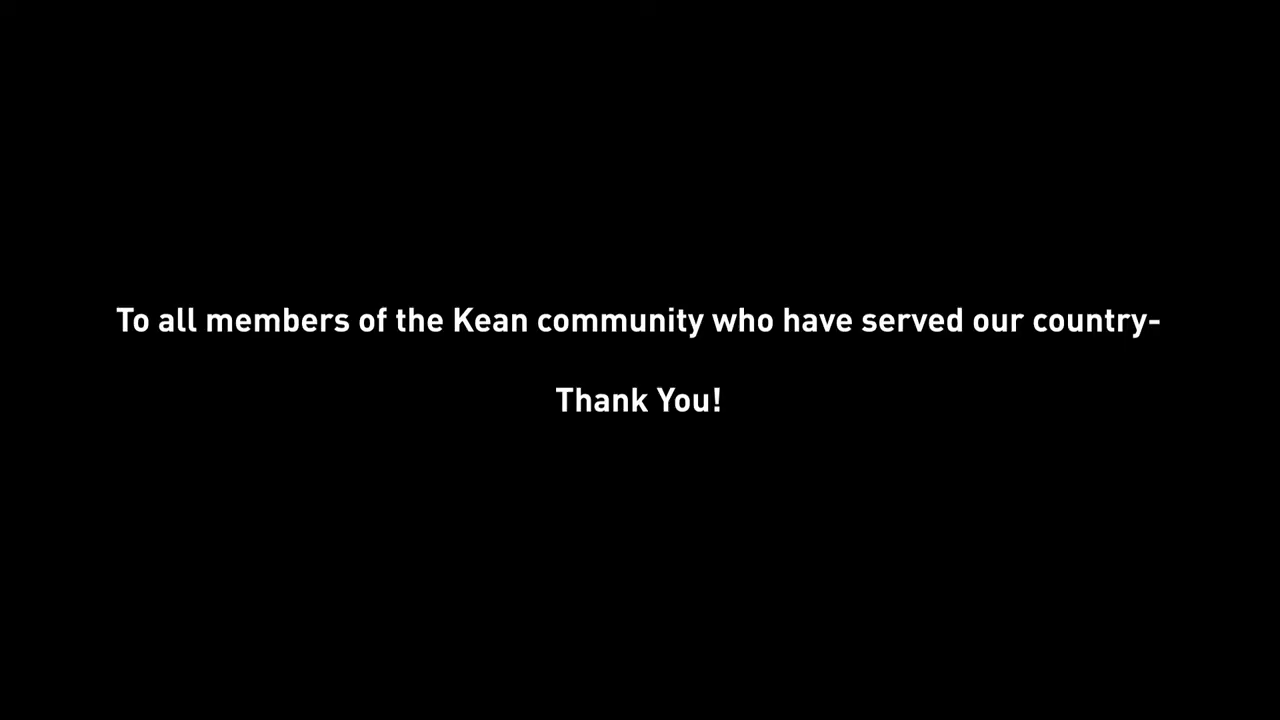 To all members of the Kean community who have served our country-
Thank You!